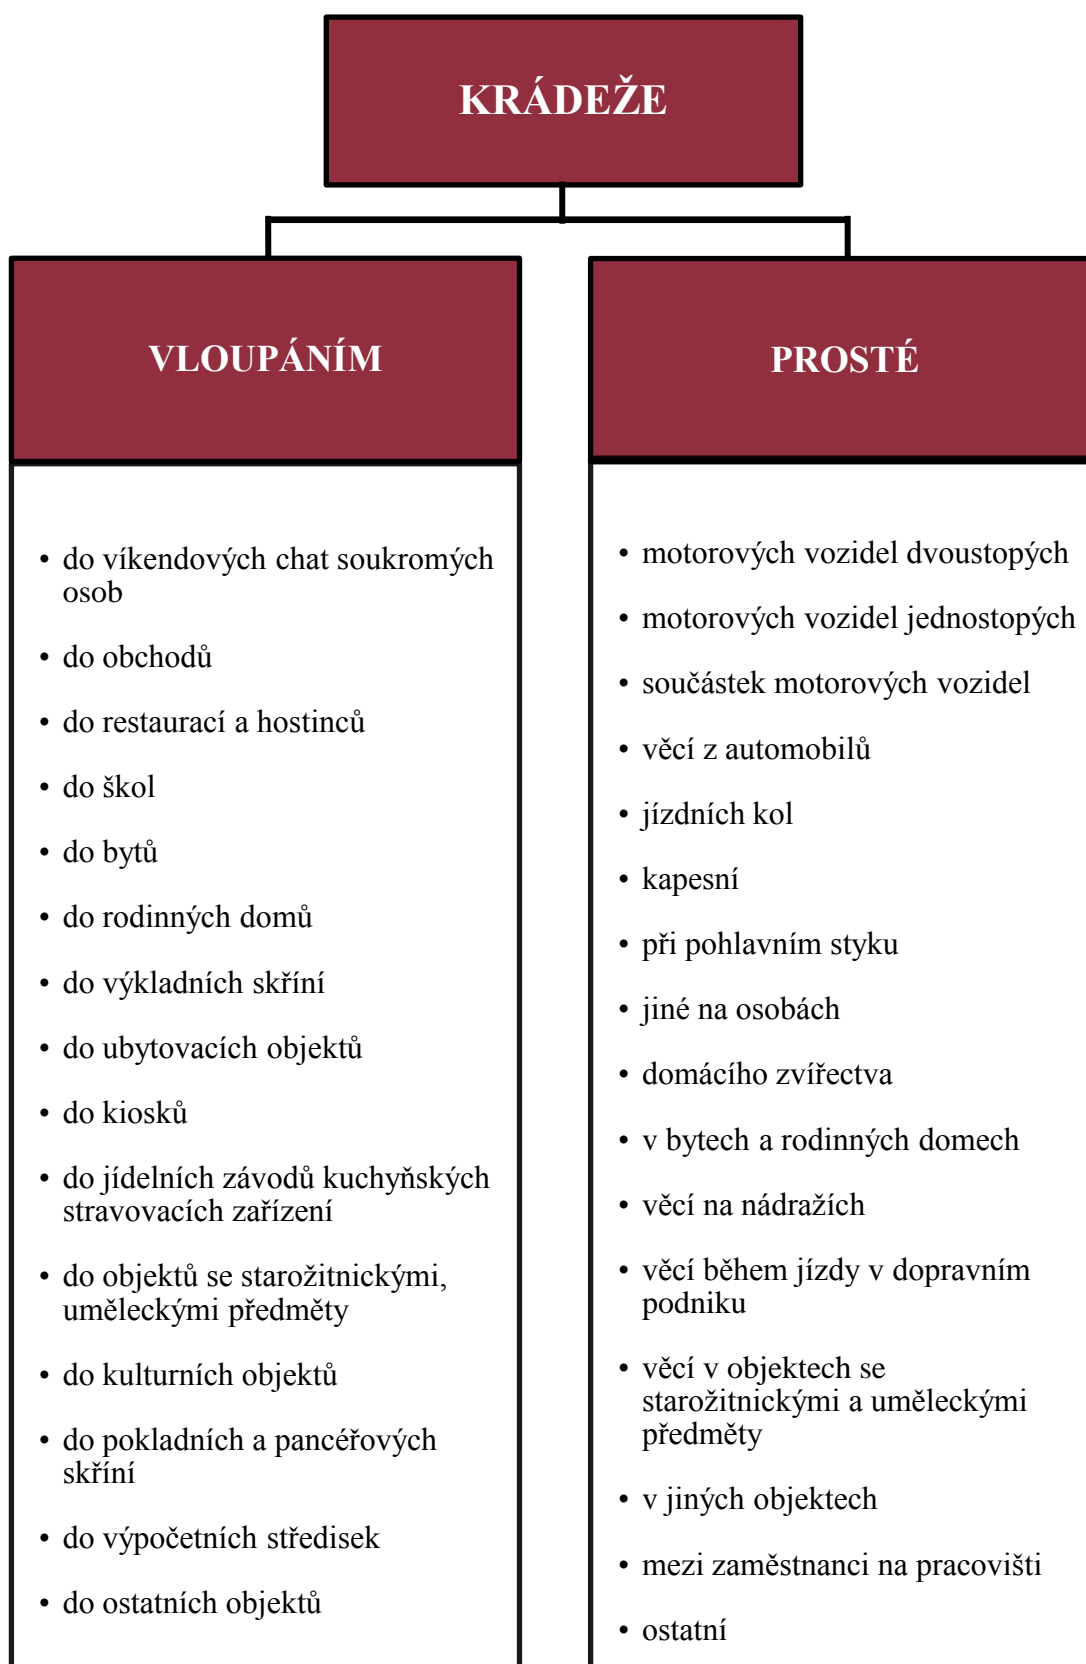 KRÁDEŽE
VLOUPÁNÍM
• do víkendových chat soukromých
osob
• do obchodů
• do restaurací a hostinců
• do škol
• do bytů
• do rodinných domů
• do výkladních skříní
• do ubytovacích objektů
• do kiosků
• do jídelních závodů kuchyňských
stravovacích zařízení
• do objektů se starožitnickými,
uměleckými předměty
• do kulturních objektů
• do pokladních a pancéřových
skříní
• do výpočetních středisek
• do ostatních objektů
PROSTÉ
• motorových vozidel dvoustopých
• motorových vozidel jednostopých
• součástek motorových vozidel
• věcí z automobilů
• jízdních kol
• kapesní
• při pohlavním styku
• jiné na osobách
• domácího zvířectva
• v bytech a rodinných domech
• věcí na nádražích
• věcí během jízdy v dopravním
podniku
• věcí v objektech se
starožitnickými a uměleckými
předměty
• v jiných objektech
• mezi zaměstnanci na pracovišti
• ostatní